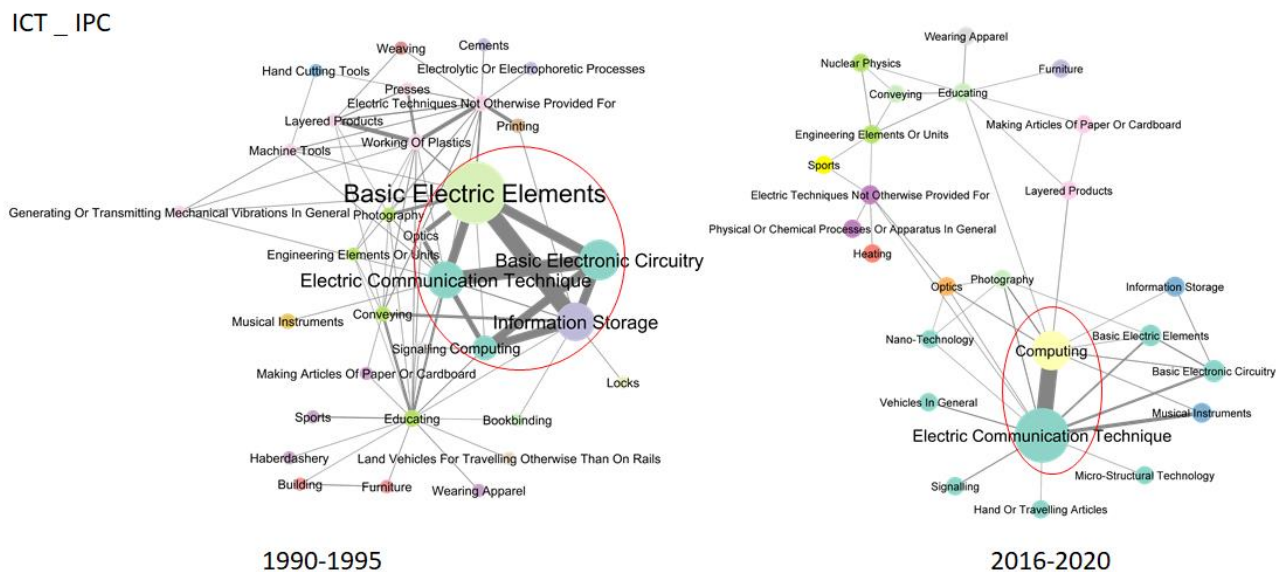 ICT _ IPC
Weaving
Cements
Hand Cutting Tools
Electrolytic Or Electrophoretic Processes
Presses
Electric Techniques Not Otherwise Provided For
Layered Products
Printing
Working Of Plastics
Machine Tools
Basic Electric Elements
Generating Or Transmitting Mechanical Vibrations In General
Photography
Optics
Engineering Elements Or Units
Basic Electronic Circuitry
Electric Communication Technique
Musical Instruments
Conveying
Information Storage
Signalling
Computing
Making Articles Of Paper Or Cardboard
Locks
Sports
Educating
Bookbinding
Haberdashery
Land Vehicles For Travelling Otherwise Than On Rails
Building
Furniture
Wearing Apparel
1990-1995
Wearing Apparel
Nuclear Physics
Furniture
Conveying
Educating
Making Articles Of Paper Or Cardboard
Engineering Elements Or Units
Sports
Electric Techniques Not Otherwise Provided For
Layered Products
Physical Or Chemical Processes Or Apparatus In General
Heating
Optics
Photography
Information Storage
Nano-Technology
Basic Electric Elements
Computing
Basic Electronic Circuitry
Vehicles In General
Musical Instruments
Electric Communication Technique
Micro-Structural Technology
Signalling
Hand Or Travelling Articles
2016-2020